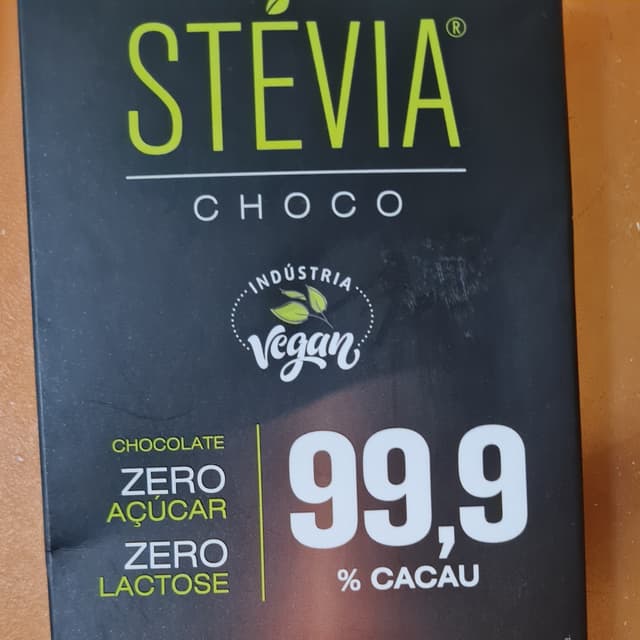 STÉVIA®
CHOCO
INDÚSTRIA
Vegan
CHOCOLATE
ZERO
AÇÚCAR
ZERO
LACTOSE
99,9
% CACAU